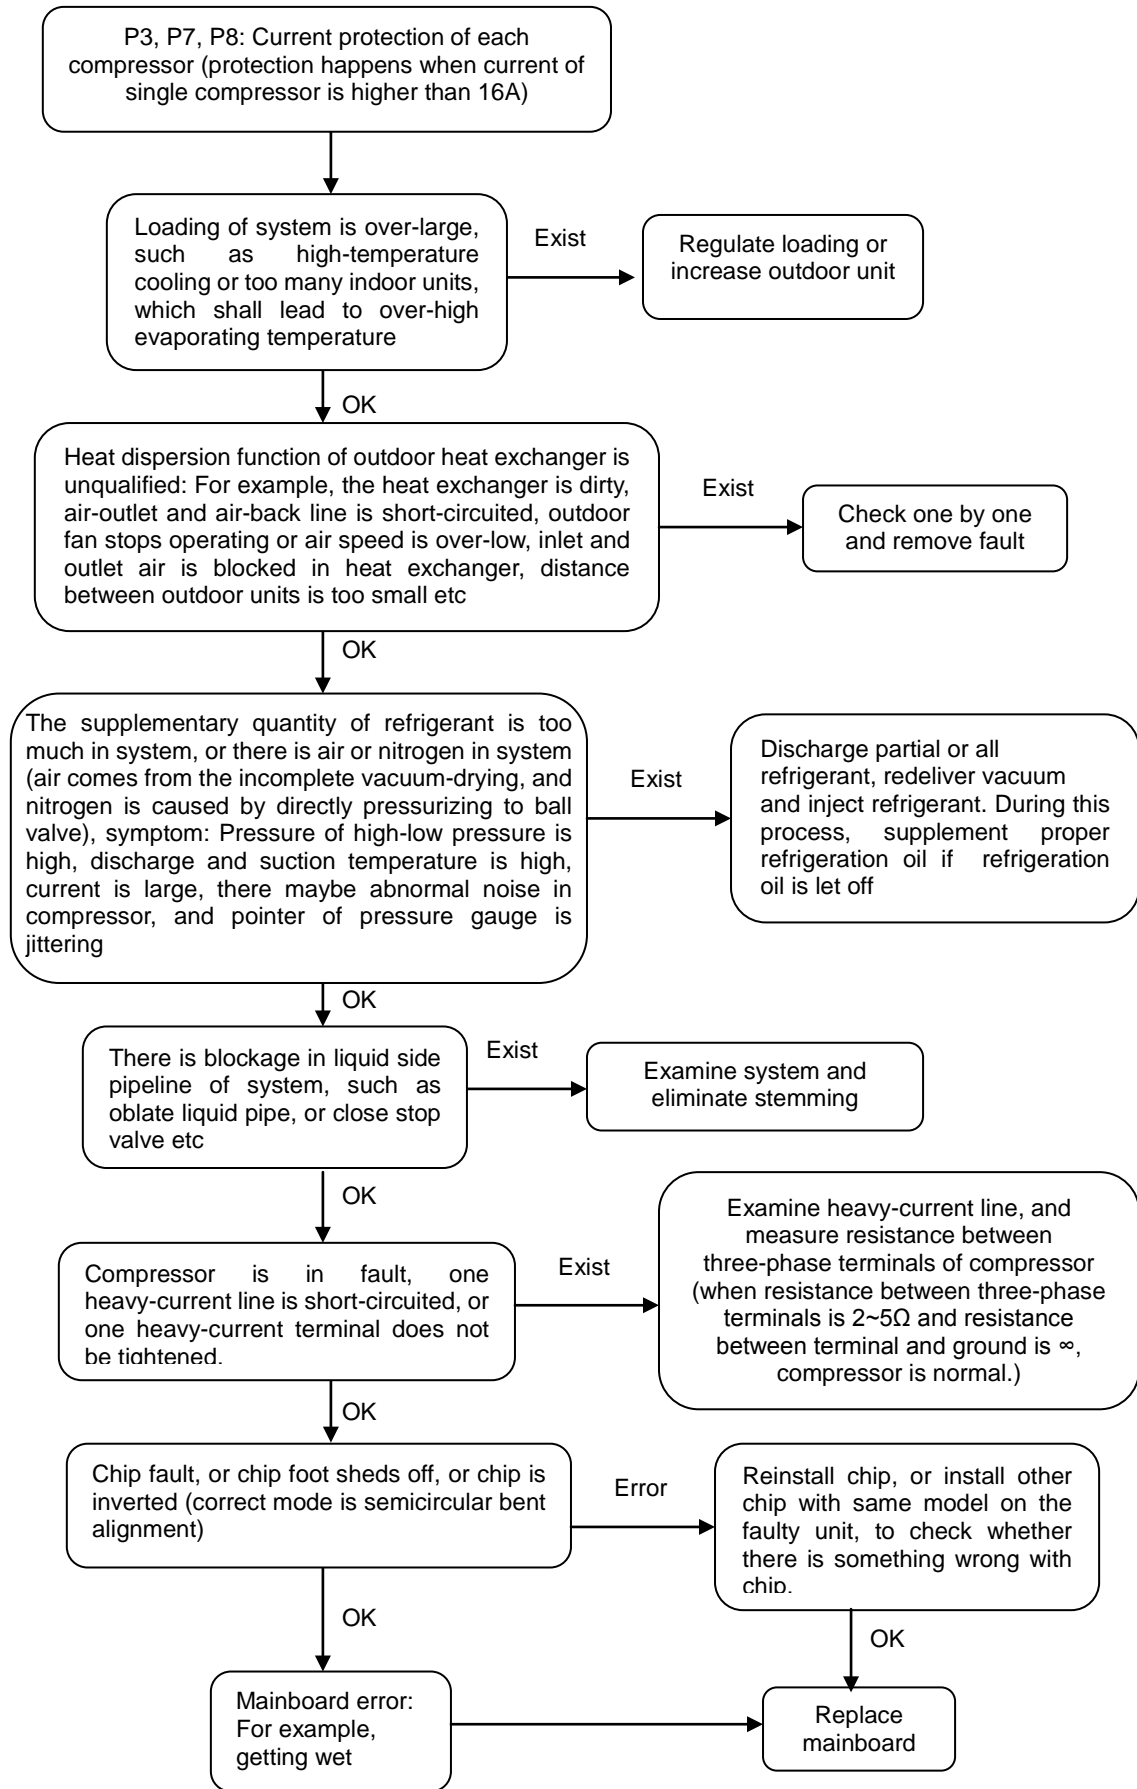 P3, P7, P8: Current protection of each
compressor (protection happens when current of
single compressor is higher than 16A)
Loading of system is over-large,
such as high-temperature
cooling or too many indoor units,
which shall lead to over-high
evaporating temperature
Exist
Regulate loading or
increase outdoor unit
OK
Heat dispersion function of outdoor heat exchanger is
unqualified: For example, the heat exchanger is dirty,
air-outlet and air-back line is short-circuited, outdoor
fan stops operating or air speed is over-low, inlet and
outlet air is blocked in heat exchanger, distance
between outdoor units is too small etc
Exist
Check one by one
and remove fault
OK
The supplementary quantity of refrigerant is too
much in system, or there is air or nitrogen in system
(air comes from the incomplete vacuum-drying, and
nitrogen is caused by directly pressurizing to ball
valve), symptom: Pressure of high-low pressure is
high, discharge and suction temperature is high,
current is large, there maybe abnormal noise in
compressor, and pointer of pressure gauge is
jittering
Exist
Discharge partial or all
refrigerant, redeliver vacuum
and inject refrigerant. During this
process, supplement proper
refrigeration oil if refrigeration
oil is let off
OK
There is blockage in liquid side
pipeline of system, such as
oblate liquid pipe, or close stop
valve etc
Exist
Examine system and
eliminate stemming
OK
Compressor is in fault, one
heavy-current line is short-circuited, or
one heavy-current terminal does not
be tightened.
Exist
Examine heavy-current line, and
measure resistance between
three-phase terminals of compressor
(when resistance between three-phase
terminals is 2~5Ω and resistance
between terminal and ground is ∞,
compressor is normal.)
OK
Chip fault, or chip foot sheds off, or chip is
inverted (correct mode is semicircular bent
alignment)
Error
Reinstall chip, or install other
chip with same model on the
faulty unit, to check whether
there is something wrong with
chip.
OK
OK
Mainboard error:
For example,
getting wet
Replace
mainboard